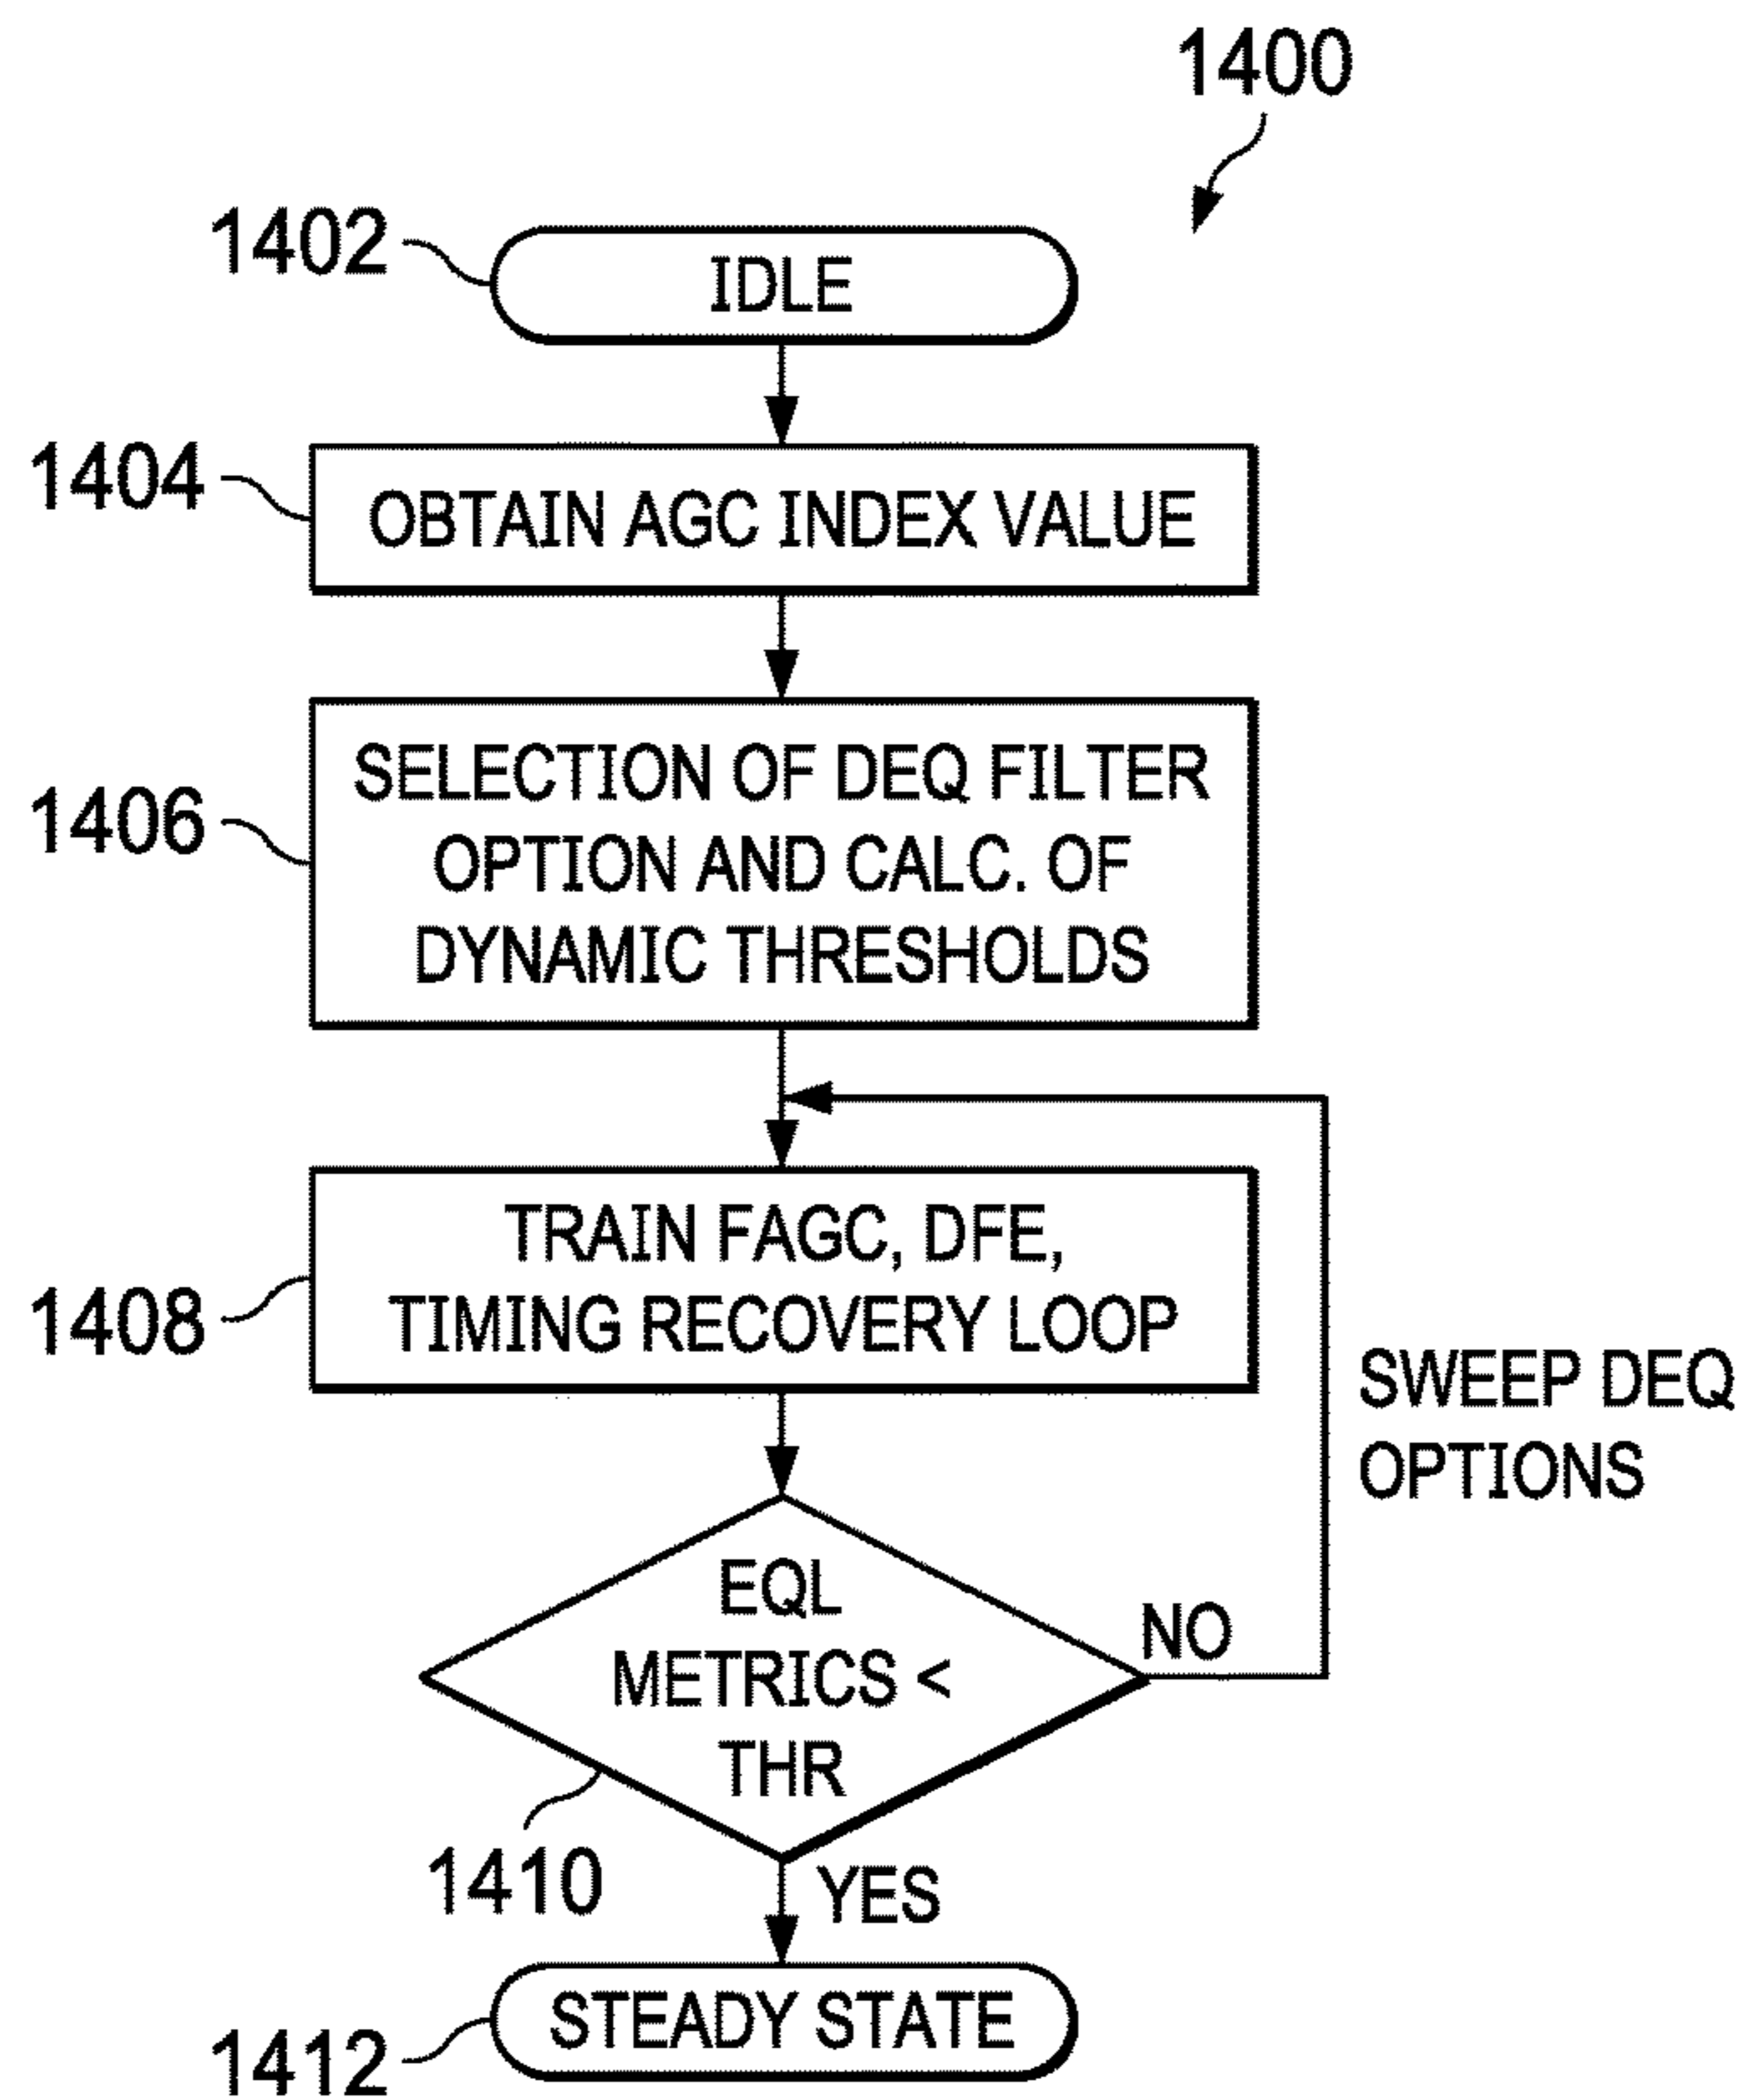 1400
1402
IDLE
1404
OBTAIN AGC INDEX VALUE
1406
SELECTION OF DEQ FILTER
OPTION AND CALC. OF
DYNAMIC THRESHOLDS
1408
TRAIN FAGC, DFE,
TIMING RECOVERY LOOP
SWEEP DEQ
OPTIONS
EQL
METRICS <
THR
NO
1410
YES
STEADY STATE
1412